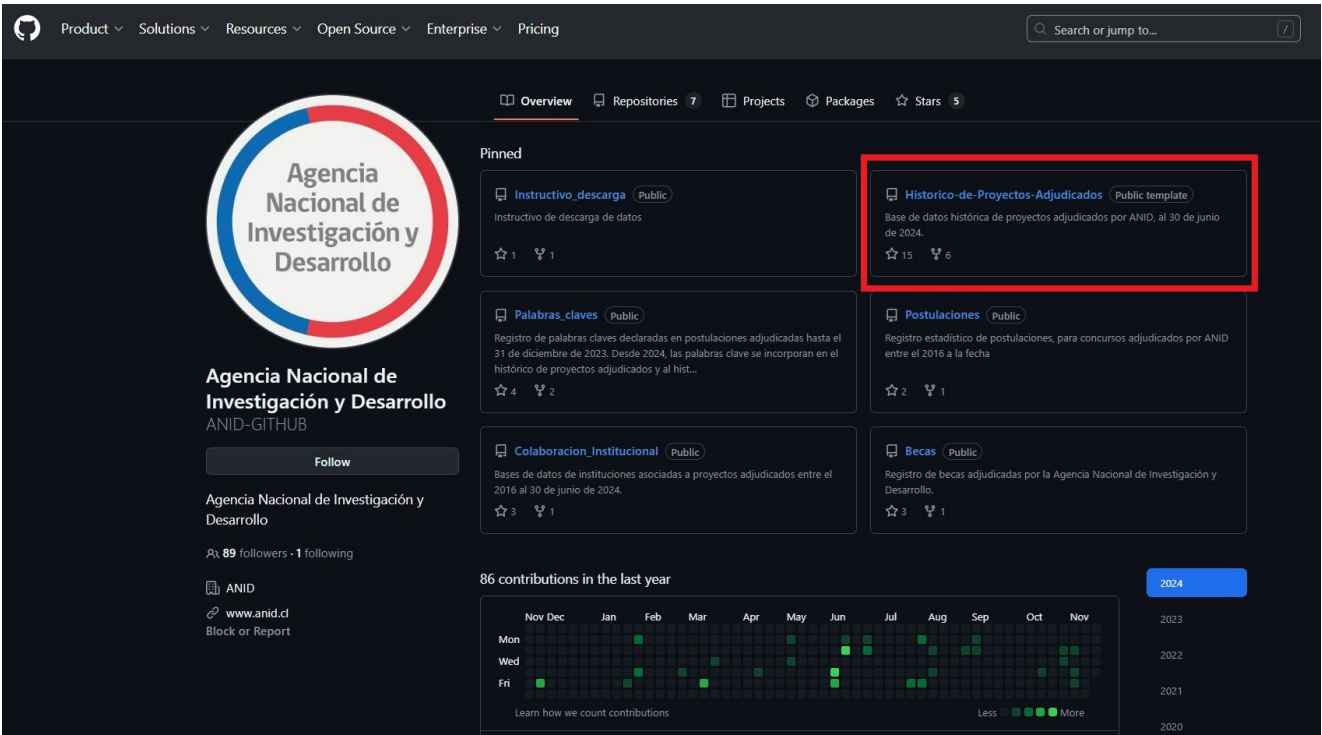 Product Solutions Resources Open Source Enterprise Pricing
Search or jump to... /
Overview Repositories 7 Projects Packages Stars 5
Agencia
Nacional de
Investigación y
Desarrollo
Agencia Nacional de
Investigación y Desarrollo
ANID-GITHUB
Follow
Agencia Nacional de Investigación y
Desarrollo
89 followers · 1 following
ANID
www.anid.cl
Block or Report
Pinned
Instructivo_descarga Public
Instructivo de descarga de datos
1 1
Historico-de-Proyectos-Adjudicados Public template
Base de datos histórica de proyectos adjudicados por ANID, al 30 de junio
de 2024.
15 6
Palabras_claves Public
Registro de palabras claves declaradas en postulaciones adjudicadas hasta el
31 de diciembre de 2023. Desde 2024, las palabras clave se incorporan en el
histórico de proyectos adjudicados y al hist...
4 2
Postulaciones Public
Registro estadístico de postulaciones, para concursos adjudicados por ANID
entre el 2016 a la fecha
2 1
Colaboracion_Institucional Public
Bases de datos de instituciones asociadas a proyectos adjudicados entre el
2016 al 30 de junio de 2024.
3 1
Becas Public
Registro de becas adjudicadas por la Agencia Nacional de Investigación y
Desarrollo.
3 1
86 contributions in the last year
Nov Dec Jan Feb Mar Apr May Jun Jul Aug Sep Oct Nov
Mon
Wed
Fri
Learn how we count contributions
Less More
2024
2023
2022
2021
2020